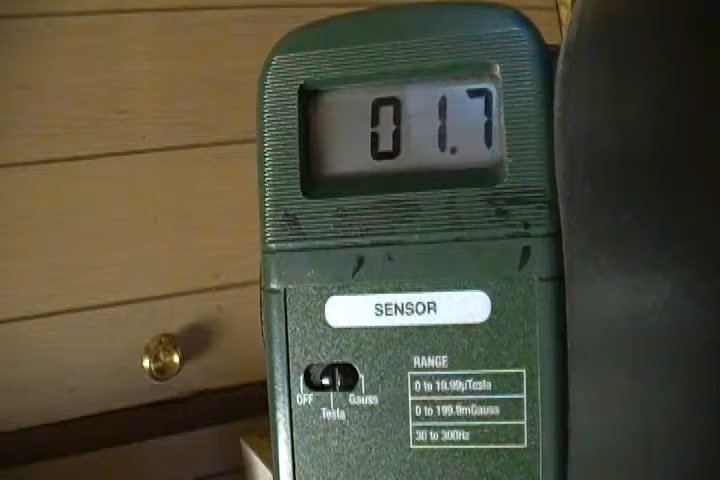 01.7
SENSOR
OFF
Tesla
Gauss
RANGE
0 to 19.99µTesla
0 to 199.9mGauss
30 to 300Hz